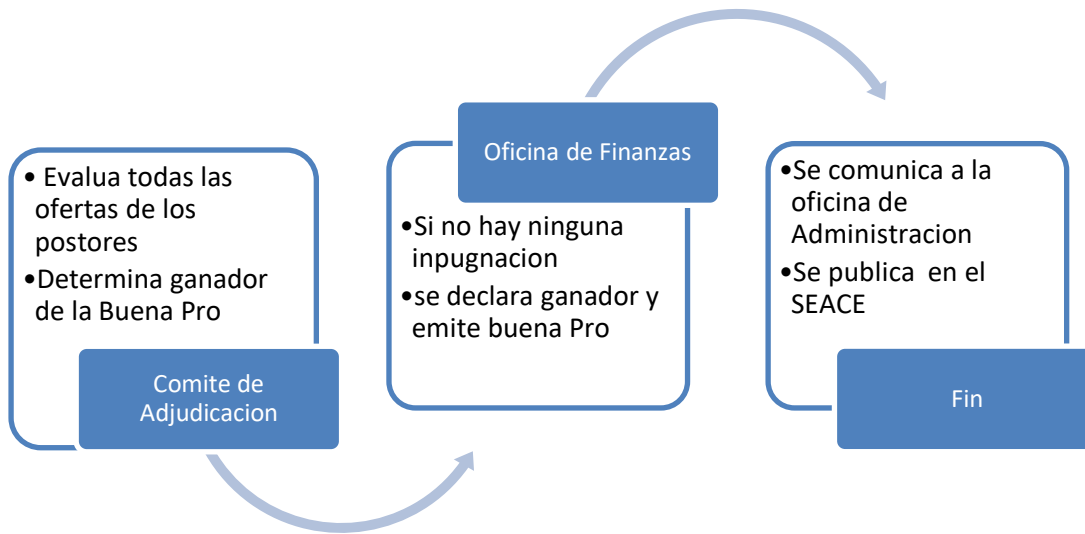 • Evalua todas las
ofertas de los
postores
•Determina ganador
de la Buena Pro
Comite de
Adjudicacion
Oficina de Finanzas
•Si no hay ninguna
inpugnacion
•se declara ganador y
emite buena Pro
•Se comunica a la
oficina de
Administracion
•Se publica en el
SEACE
Fin